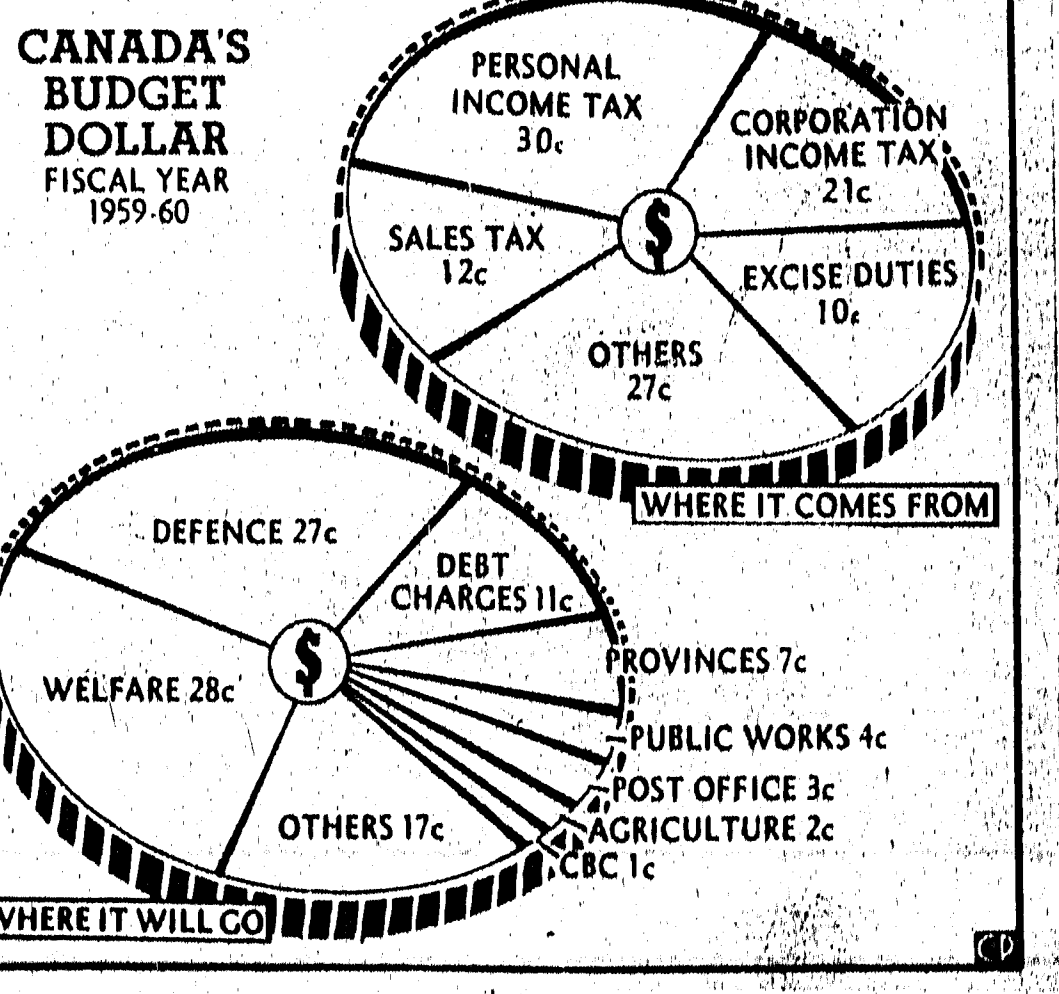 CANADA'S
BUDGET
DOLLAR
FISCAL YEAR
1959-60
PERSONAL
INCOME TAX
30c
CORPORATION
INCOME TAX
21c
SALES TAX
12c
$
EXCISE DUTIES
10c
OTHERS
27c
WHERE IT COMES FROM
DEFENCE 27c
DEBT
CHARGES 11c
$
PROVINCES 7c
WELFARE 28c
PUBLIC WORKS 4c
POST OFFICE 3c
AGRICULTURE 2c
OTHERS 17c
CBC 1c
WHERE IT WILL GO
CP